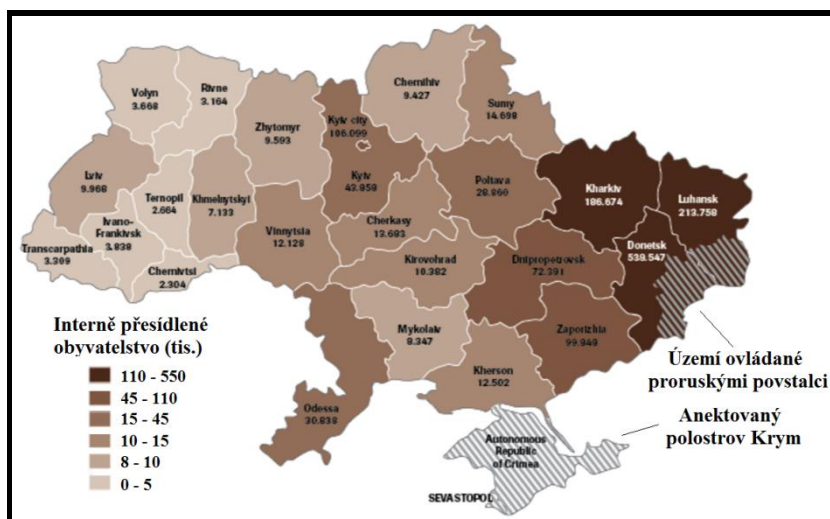 Volyn
3.668
Rivne
3.164
Zhytomyr
9.593
Kyiv city
106.099
Chernihiv
9.427
Sumy
14.698
Lviv
9.968
Ternopil
2.664
Khmelnytskyi
7.133
Kyiv
43.858
Poltava
28.860
Kharkiv
186.674
Luhansk
213.758
Ivano-
Frankivsk
3.838
Transcarpathia
3.309
Chernivtsi
2.304
Vinnytsia
12.128
Cherkasy
13.683
Kirovohrad
10.382
Dnipropetrovsk
72.391
Donetsk
539.547
Zaporizhia
99.849
Mykolaiv
8.347
Kherson
12.502
Odessa
30.838
Autonomous
Republic
of Crimea
SEVASTOPOL
Interně přesídlené
obyvatelstvo (tis.)
110 - 550
45 - 110
15 - 45
10 - 15
8 - 10
0 - 5
Území ovládané
proruskými povstalci
Anektovaný
polostrov Krym